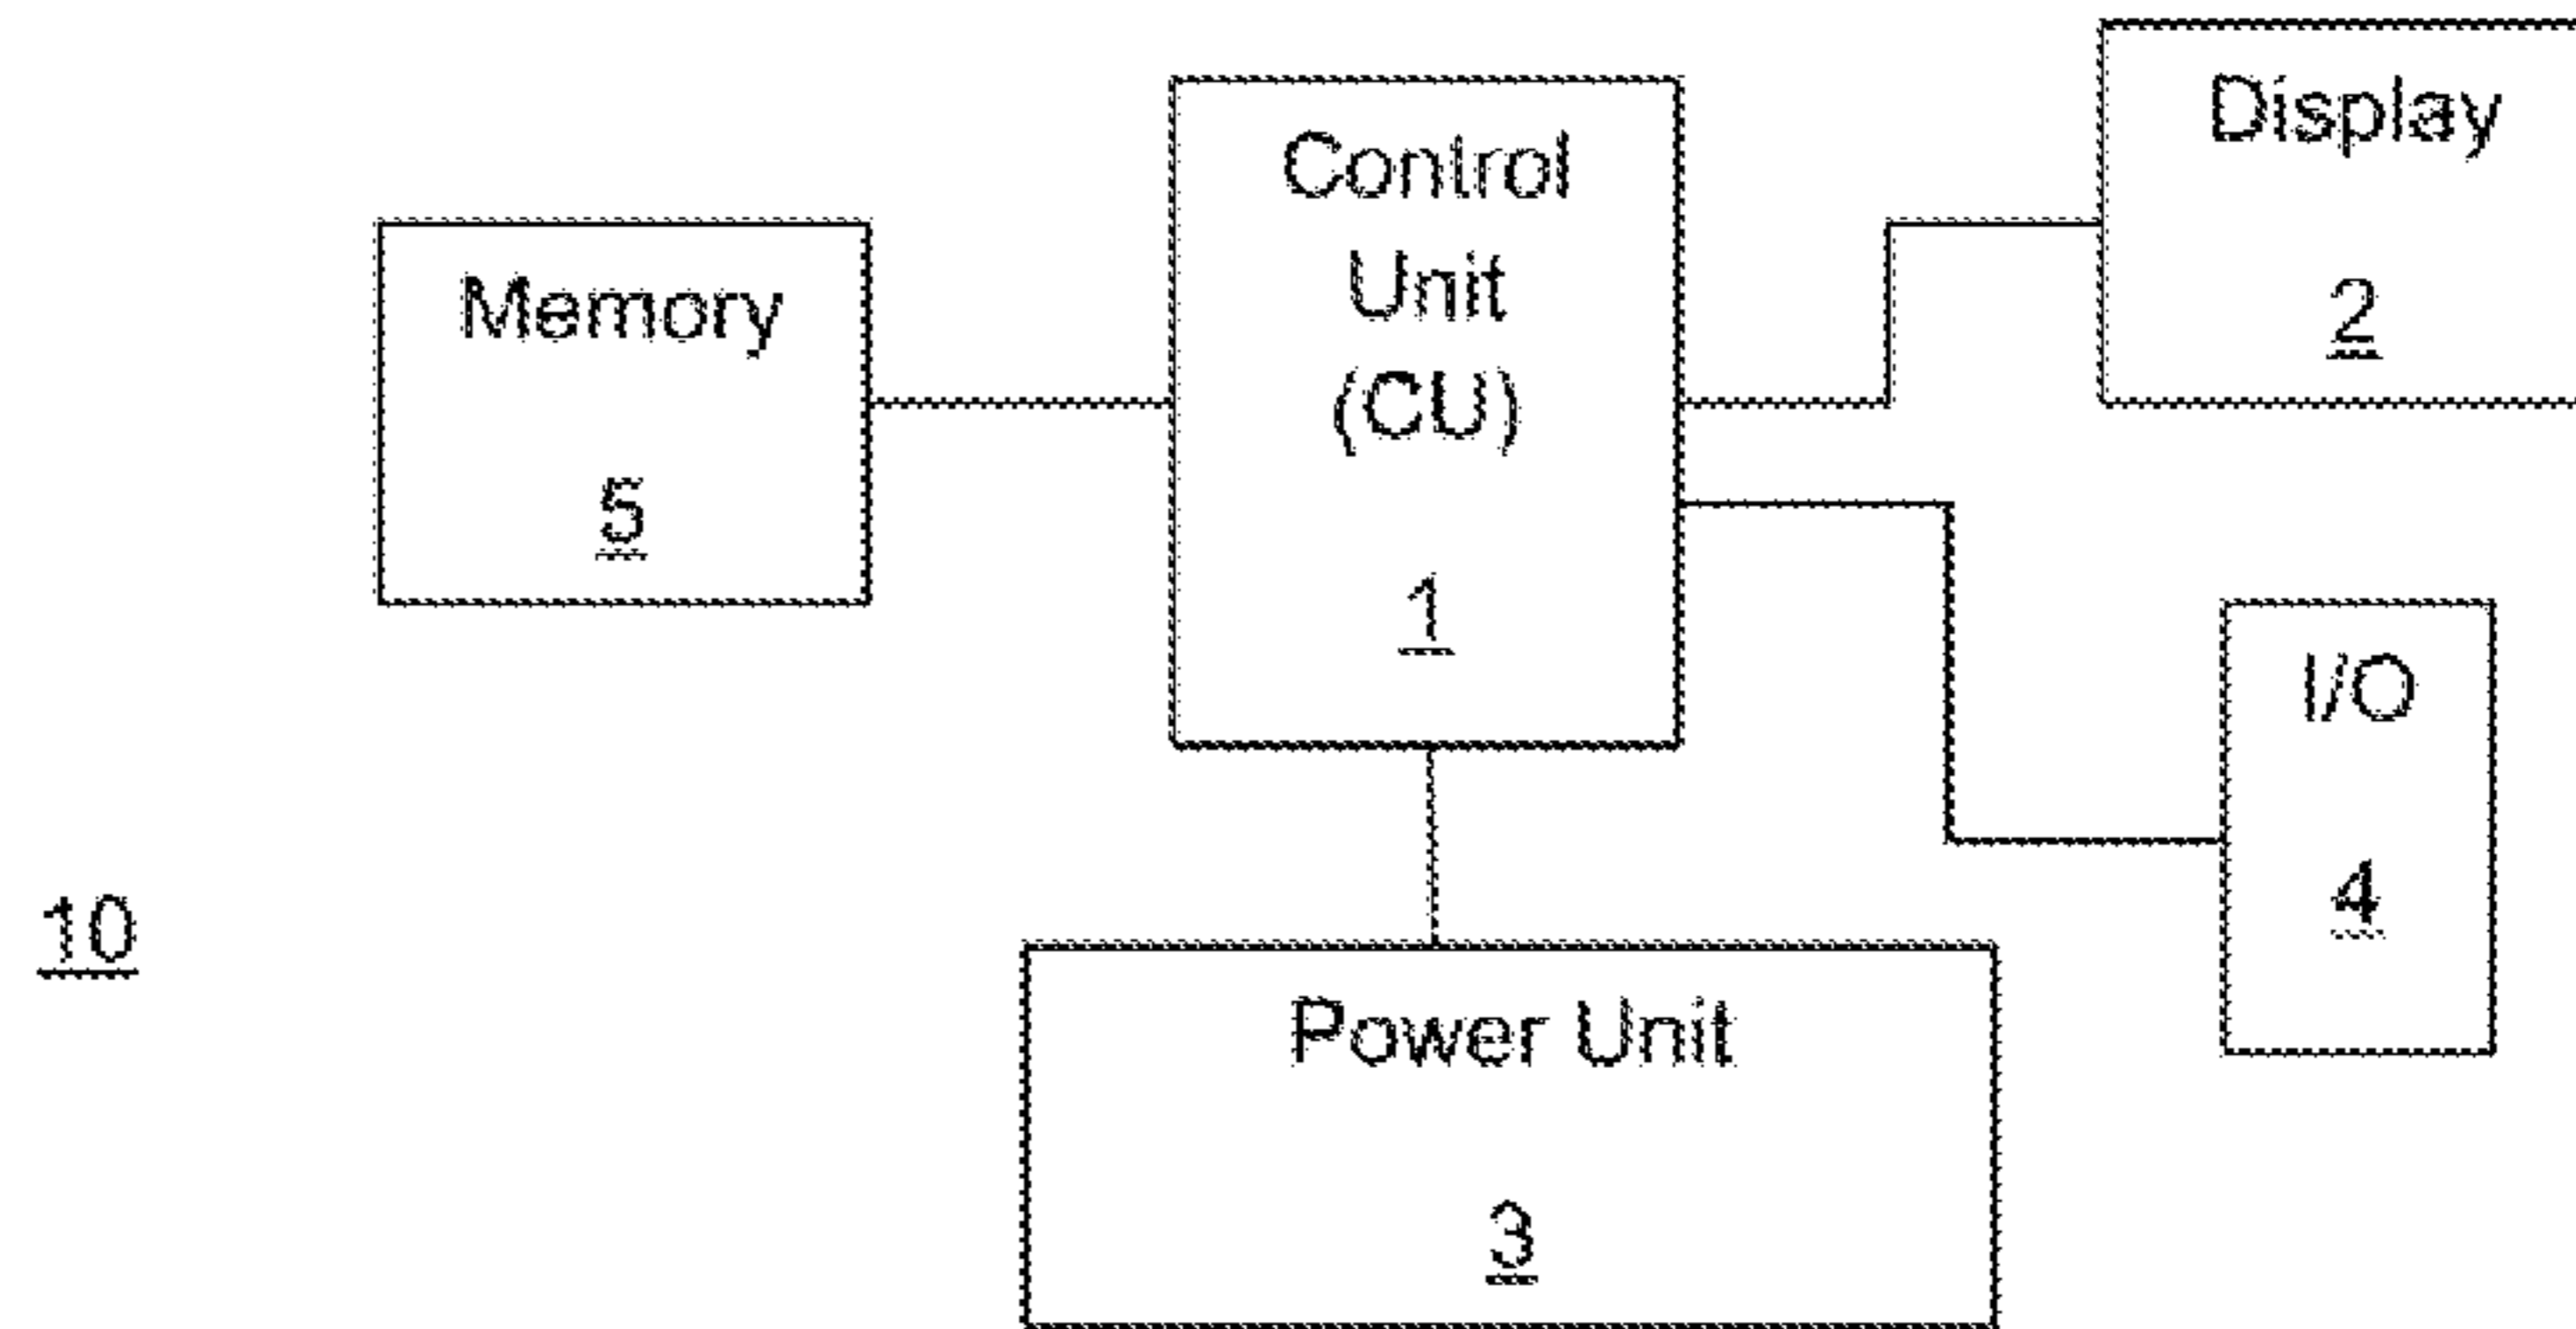 Display
2
Control
Unit
(CU)
1
Memory
5
I/O
4
10
Power Unit
3